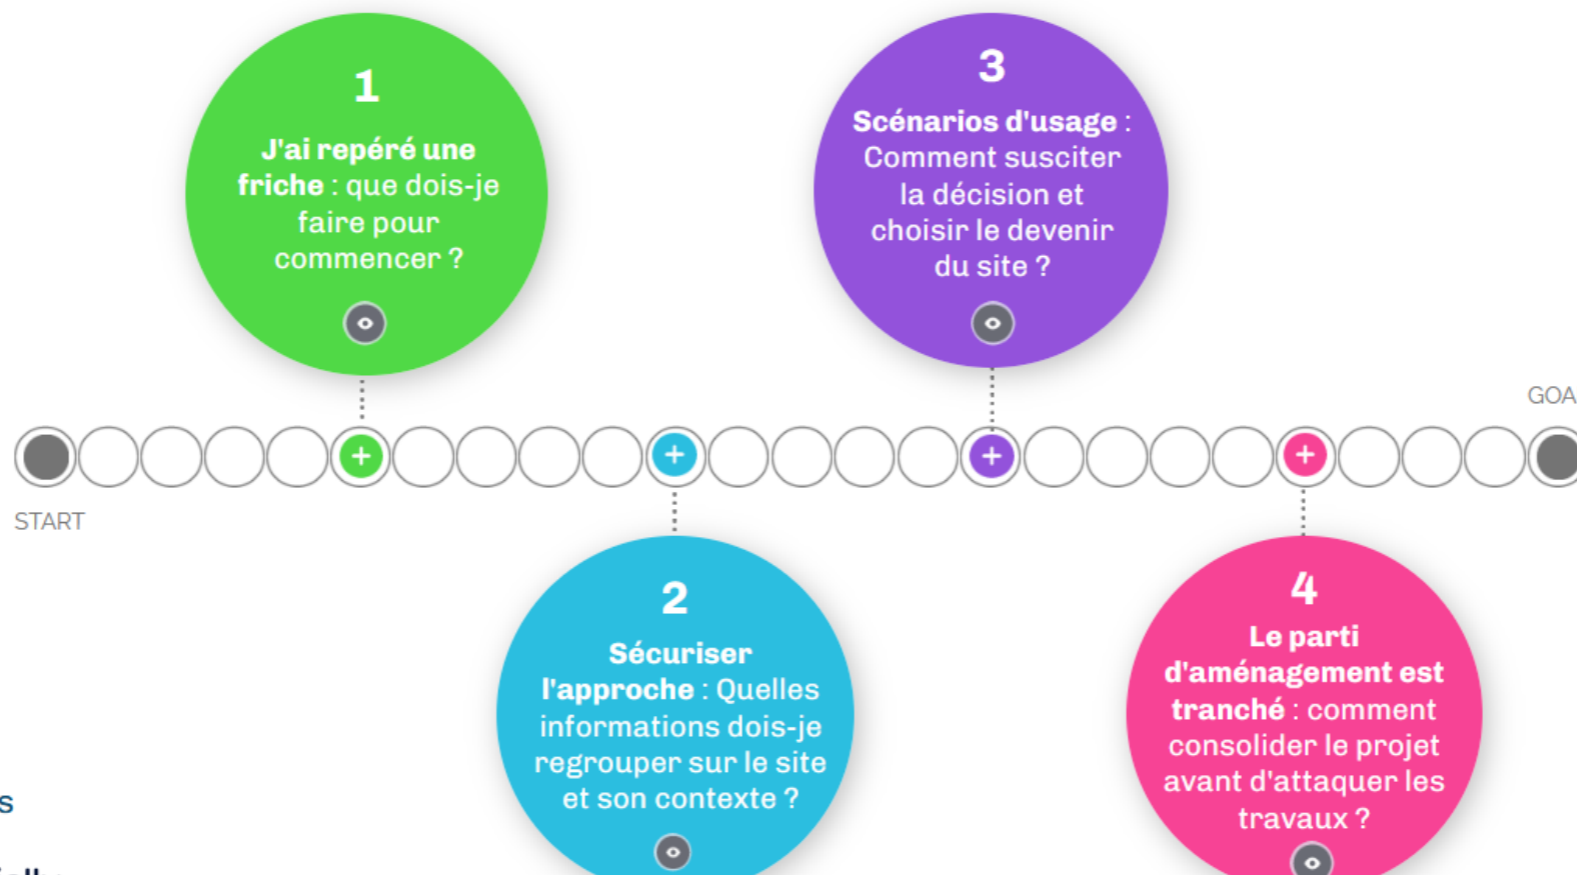 1
J'ai repéré une
friche : que dois-je
faire pour
commencer ?
3
Scénarios d'usage :
Comment susciter
la décision et
choisir le devenir
du site ?
GOA
START
2
Sécuriser
l'approche : Quelles
informations dois-je
regrouper sur le site
et son contexte ?
4
Le parti
d'aménagement est
tranché : comment
consolider le projet
avant d'attaquer les
travaux ?
s